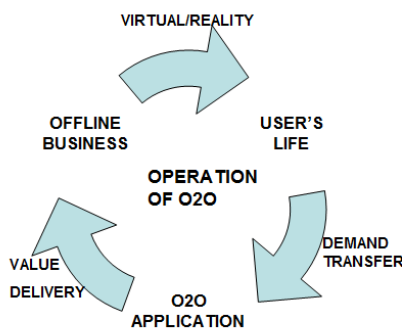 VIRTUAL/REALITY
OFFLINE
BUSINESS
USER'S
LIFE
OPERATION
OF O2O
DEMAND
TRANSFER
VALUE
DELIVERY
O2O
APPLICATION